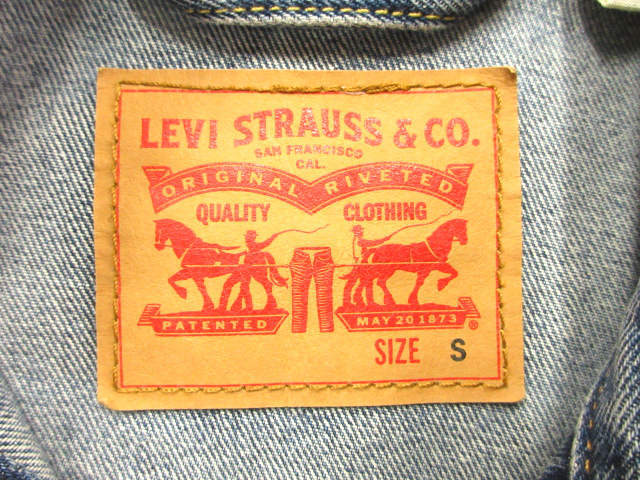 LEVI STRAUSS & CO.
SAN FRANCISCO
CAL.
ORIGINAL RIVETED
QUALITY CLOTHING
PATENTED MAY 20 1873 ®
SIZE S